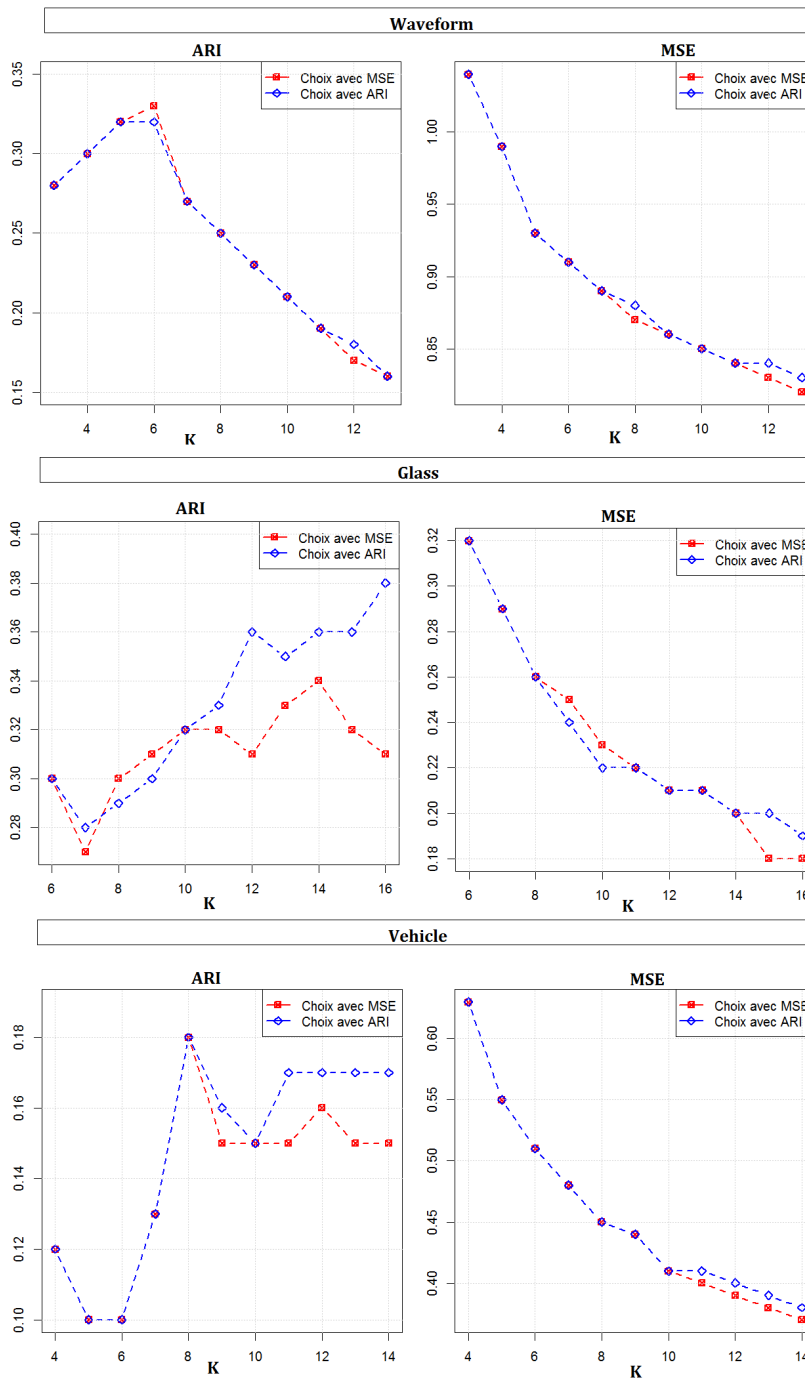 Waveform
ARI
MSE
Choix avec MSE
Choix avec ARI
0.35
0.30
0.25
0.20
0.15
4 6 8 10 12
K
Choix avec MSE
Choix avec ARI
1.00
0.95
0.90
0.85
4 6 8 10 12
K
Glass
ARI
MSE
Choix avec MSE
Choix avec ARI
0.40
0.38
0.36
0.34
0.32
0.30
0.28
6 8 10 12 14 16
K
Choix avec MSE
Choix avec ARI
0.32
0.30
0.28
0.26
0.24
0.22
0.20
0.18
6 8 10 12 14 16
K
Vehicle
ARI
MSE
Choix avec MSE
Choix avec ARI
0.18
0.16
0.14
0.12
0.10
4 6 8 10 12 14
K
Choix avec MSE
Choix avec ARI
0.60
0.55
0.50
0.45
0.40
4 6 8 10 12 14
K